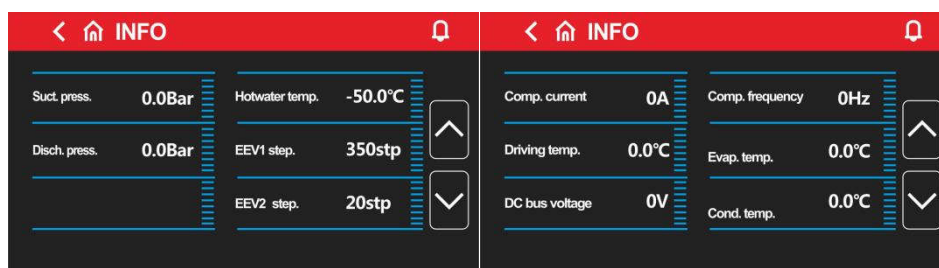 INFO
Suct. press. 0.0Bar
Disch. press. 0.0Bar
Hotwater temp. -50.0℃
EEV1 step. 350stp
EEV2 step. 20stp
INFO
Comp. current 0A
Driving temp. 0.0℃
DC bus voltage 0V
Comp. frequency 0Hz
Evap. temp. 0.0℃
Cond. temp. 0.0℃